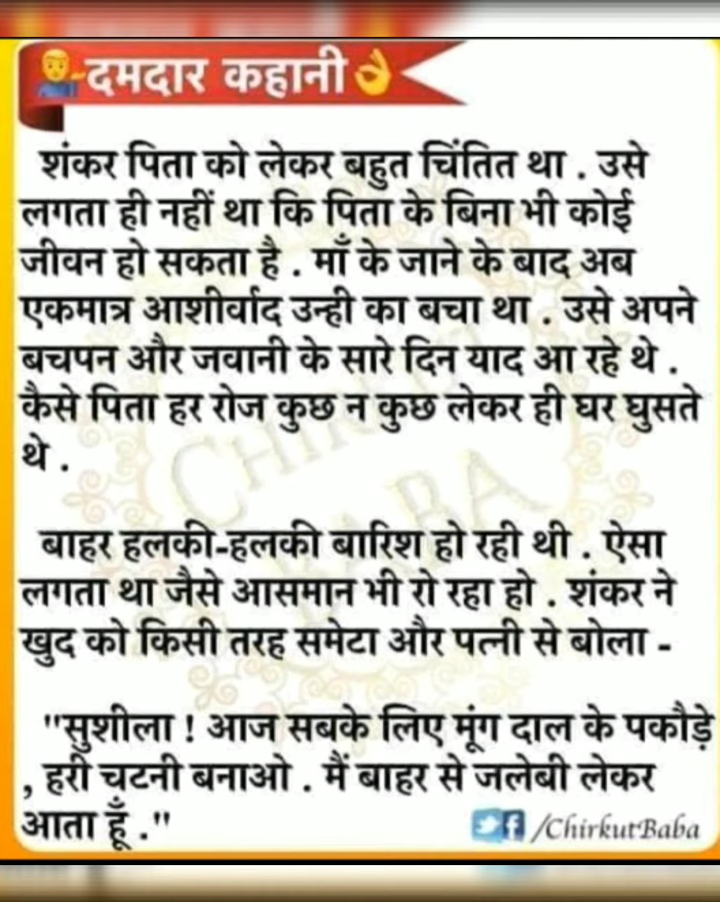 दमदार कहानी
शंकर पिता को लेकर बहुत चिंतित था . उसे
लगता ही नहीं था कि पिता के बिना भी कोई
जीवन हो सकता है . माँ के जाने के बाद अब
एकमात्र आशीर्वाद उन्ही का बचा था . उसे अपने
बचपन और जवानी के सारे दिन याद आ रहे थे .
कैसे पिता हर रोज कुछ न कुछ लेकर ही घर घुसते
थे .
बाहर हलकी-हलकी बारिश हो रही थी . ऐसा
लगता था जैसे आसमान भी रो रहा हो . शंकर ने
खुद को किसी तरह समेटा और पत्नी से बोला -
"सुशीला ! आज सबके लिए मूंग दाल के पकौड़े
, हरी चटनी बनाओ . मैं बाहर से जलेबी लेकर
आता हूँ ."
f /ChirkutBaba
CHIRKUT
BABA